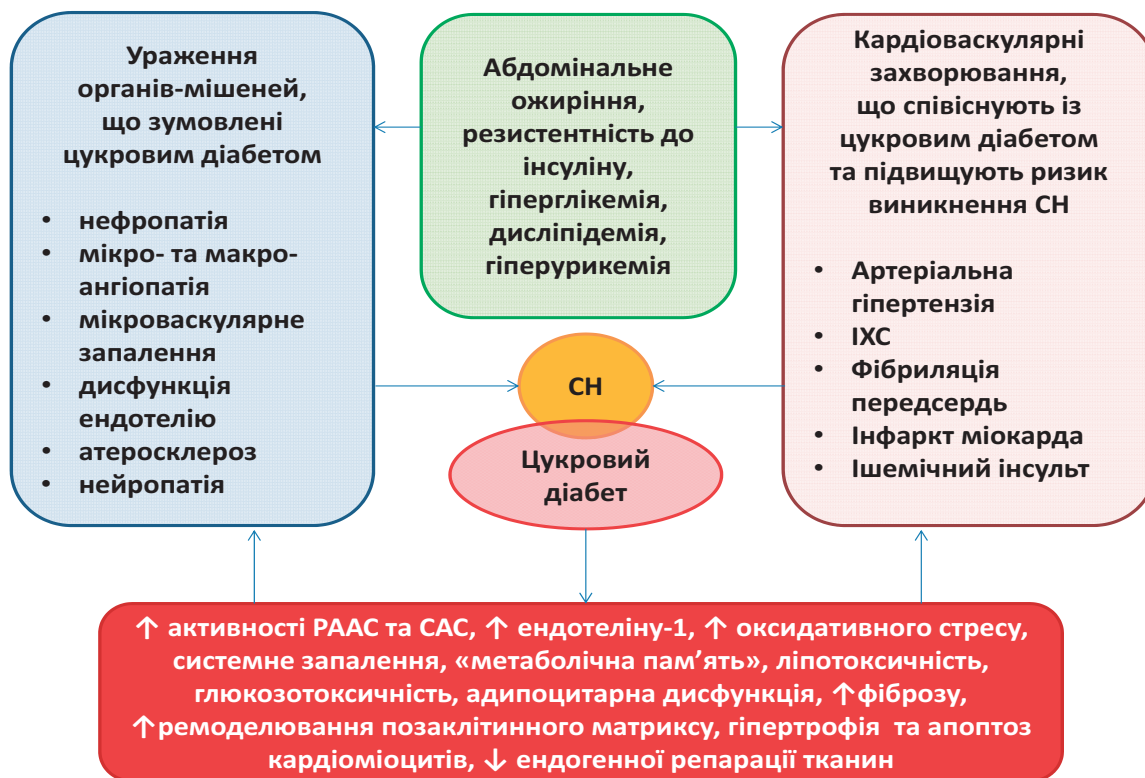 Ураження
органів-мішеней,
що зумовлені
цукровим діабетом
• нефропатія
• мікро- та макро-
ангіопатія
• мікроваскулярне
запалення
• дисфункція
ендотелію
• атеросклероз
• нейропатія
Абдомінальне
ожиріння,
резистентність до
інсуліну,
гіперглікемія,
дисліпідемія,
гіперурикемія
Кардіоваскулярні
захворювання,
що співіснують із
цукровим діабетом
та підвищують ризик
виникнення СН
• Артеріальна
гіпертензія
• ІХС
• Фібриляція
передсердь
• Інфаркт міокарда
• Ішемічний інсульт
СН
Цукровий
діабет
↑ активності РААС та САС, ↑ ендотеліну-1, ↑ оксидативного стресу,
системне запалення, «метаболічна пам’ять», ліпотоксичність,
глюкозотоксичність, адипоцитарна дисфункція, ↑фіброзу,
↑ремоделювання позаклітинного матриксу, гіпертрофія та апоптоз
кардіоміоцитів, ↓ ендогенної репарації тканин